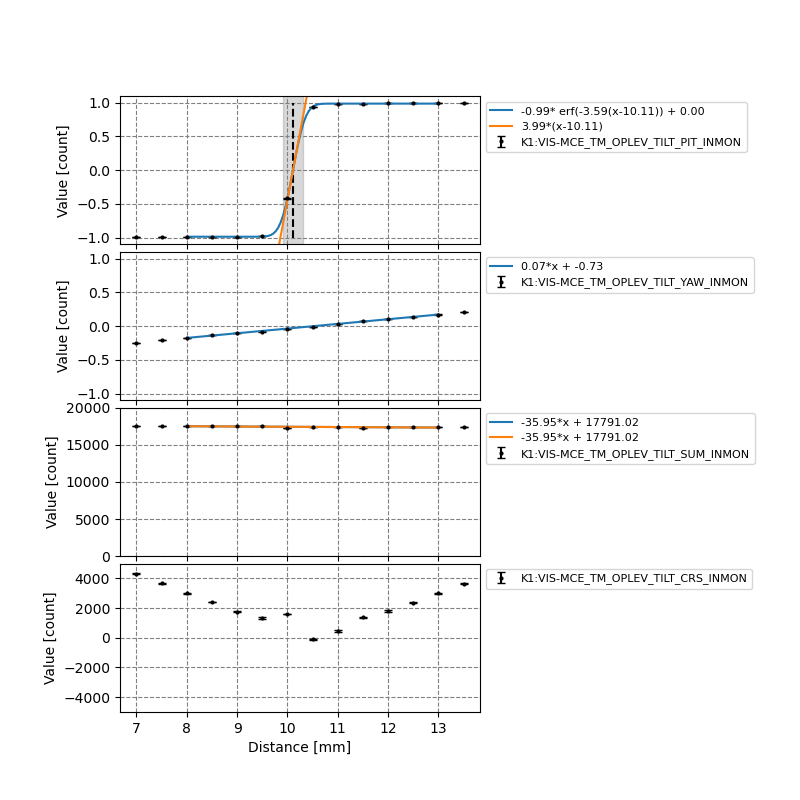 1.0
0.5
0.0
−0.5
−1.0
Value [count]
-0.99* erf(-3.59(x-10.11)) + 0.00
3.99*(x-10.11)
K1:VIS-MCE_TM_OPLEV_TILT_PIT_INMON
1.0
0.5
0.0
−0.5
−1.0
Value [count]
0.07*x + -0.73
K1:VIS-MCE_TM_OPLEV_TILT_YAW_INMON
20000
15000
10000
5000
0
Value [count]
-35.95*x + 17791.02
-35.95*x + 17791.02
K1:VIS-MCE_TM_OPLEV_TILT_SUM_INMON
4000
2000
0
−2000
−4000
Value [count]
K1:VIS-MCE_TM_OPLEV_TILT_CRS_INMON
7 8 9 10 11 12 13
Distance [mm]